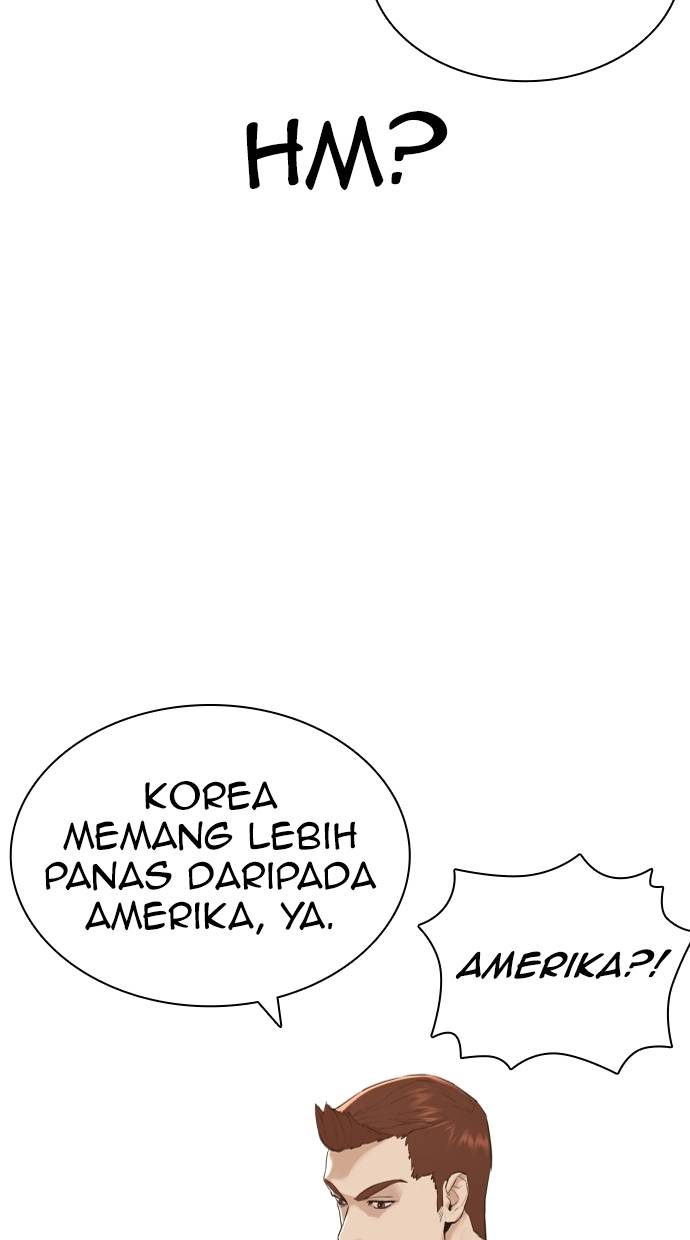 HM?
KOREA
MEMANG LEBIH
PANAS DARIPADA
AMERIKA, YA.
AMERIKA?!